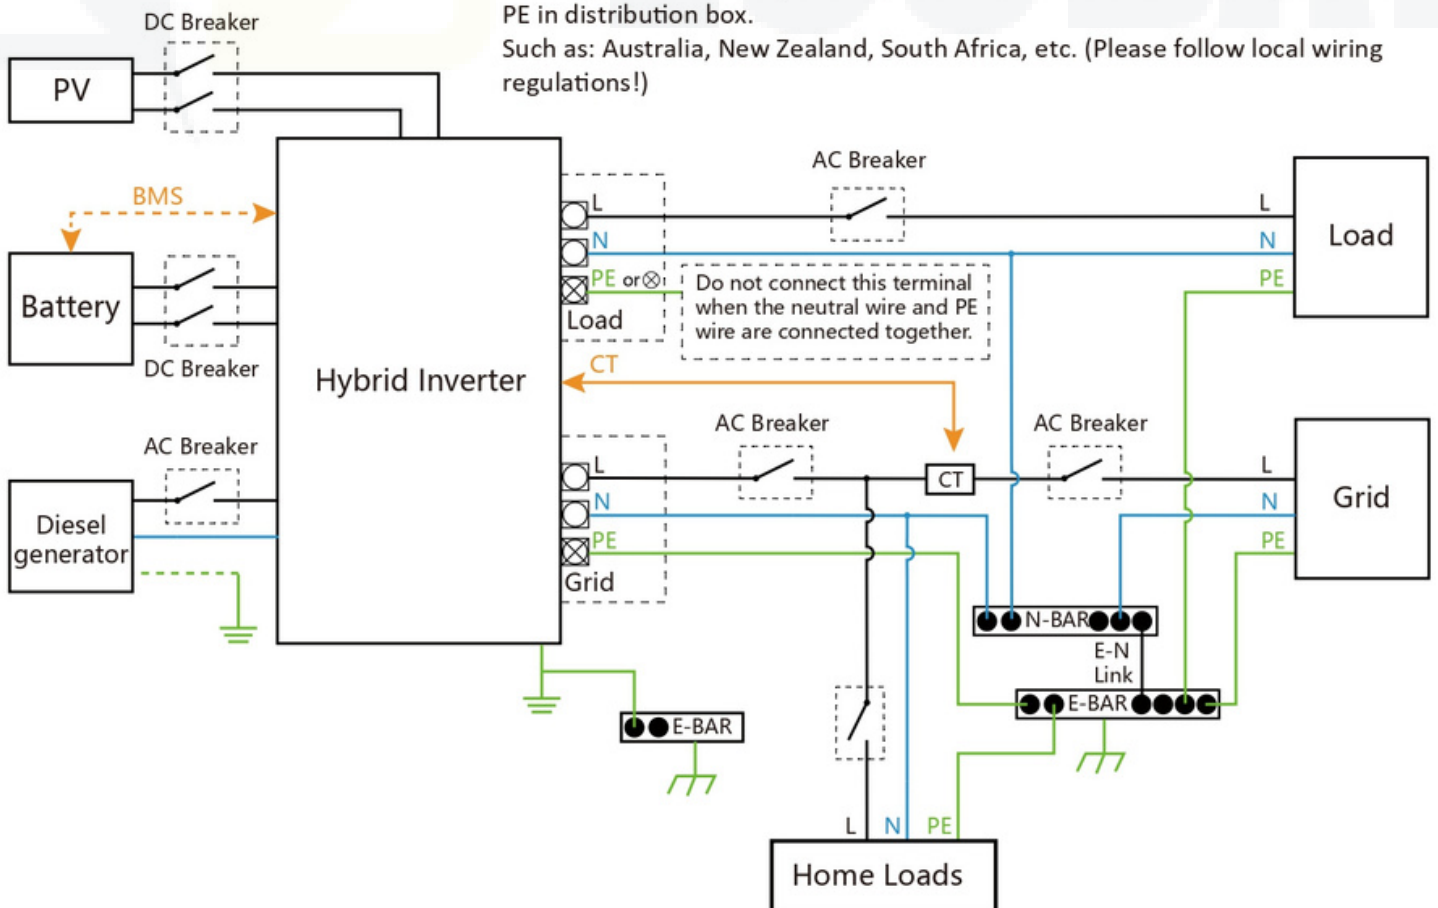 PE in distribution box.
Such as: Australia, New Zealand, South Africa, etc. (Please follow local wiring
regulations!)
DC Breaker
PV
BMS
Battery
DC Breaker
AC Breaker
Diesel
generator
Hybrid Inverter
L
N
PE or
Load
Do not connect this terminal
when the neutral wire and PE
wire are connected together.
AC Breaker
L
N
PE
Load
CT
AC Breaker
CT
AC Breaker
L
N
PE
Grid
L
N
PE
Grid
N-BAR
E-N
Link
E-BAR
E-BAR
L N PE
Home Loads